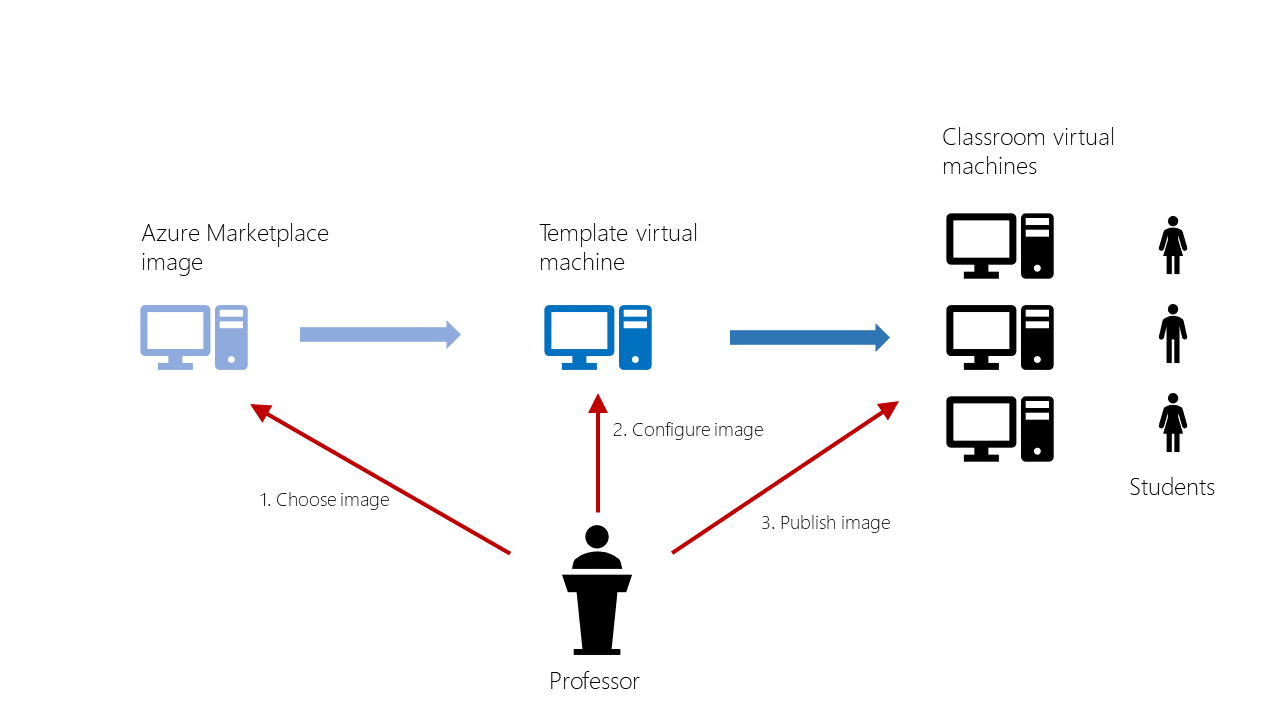 Classroom virtual
machines
Azure Marketplace
image
Template virtual
machine
2. Configure image
1. Choose image
Students
3. Publish image
Professor